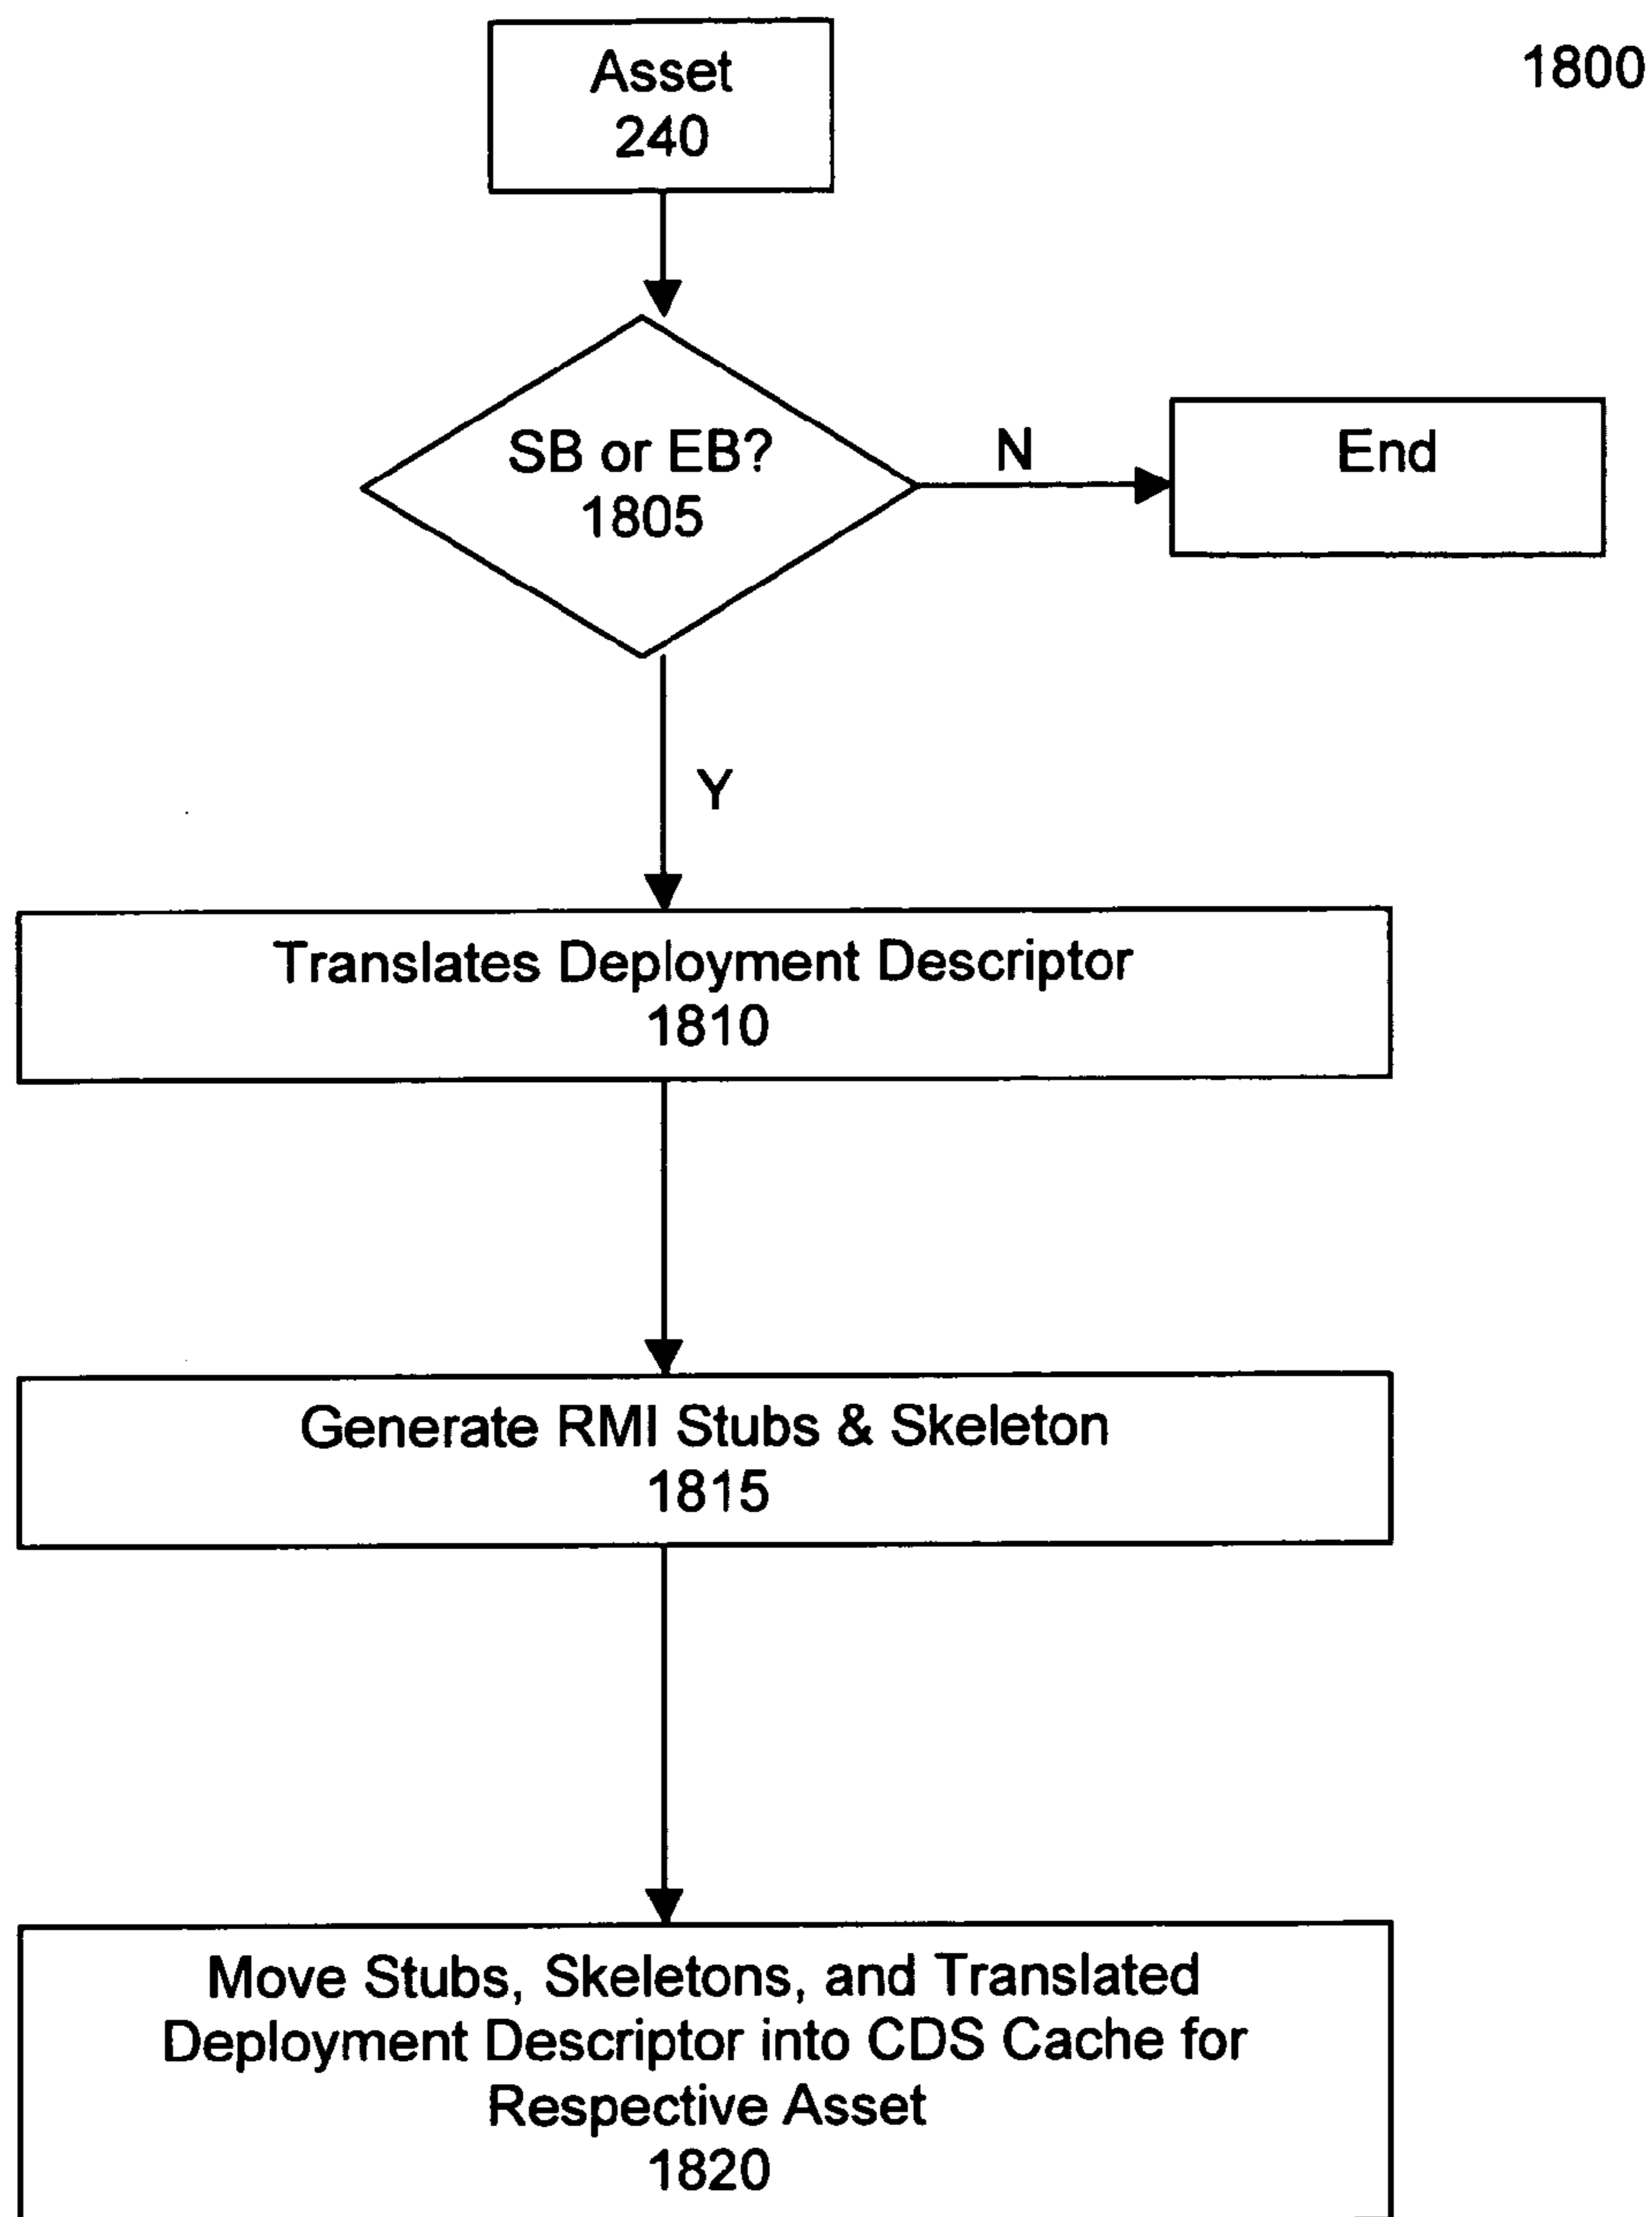 1800
Asset
240
SB or EB?
1805
N
End
Y
Translates Deployment Descriptor
1810
Generate RMI Stubs & Skeleton
1815
Move Stubs, Skeletons, and Translated
Deployment Descriptor into CDS Cache for
Respective Asset
1820